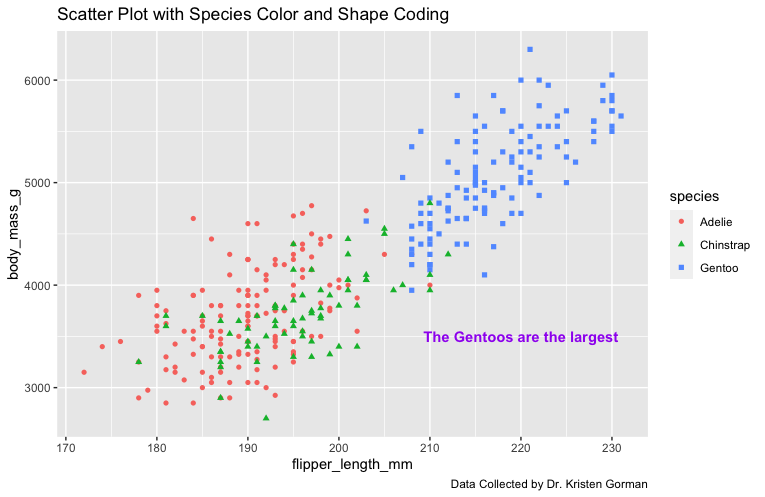 Scatter Plot with Species Color and Shape Coding
6000
5000
4000
3000
body_mass_g
The Gentoos are the largest
170
180
190
200
210
220
230
flipper_length_mm
species
Adelie
Chinstrap
Gentoo
Data Collected by Dr. Kristen Gorman